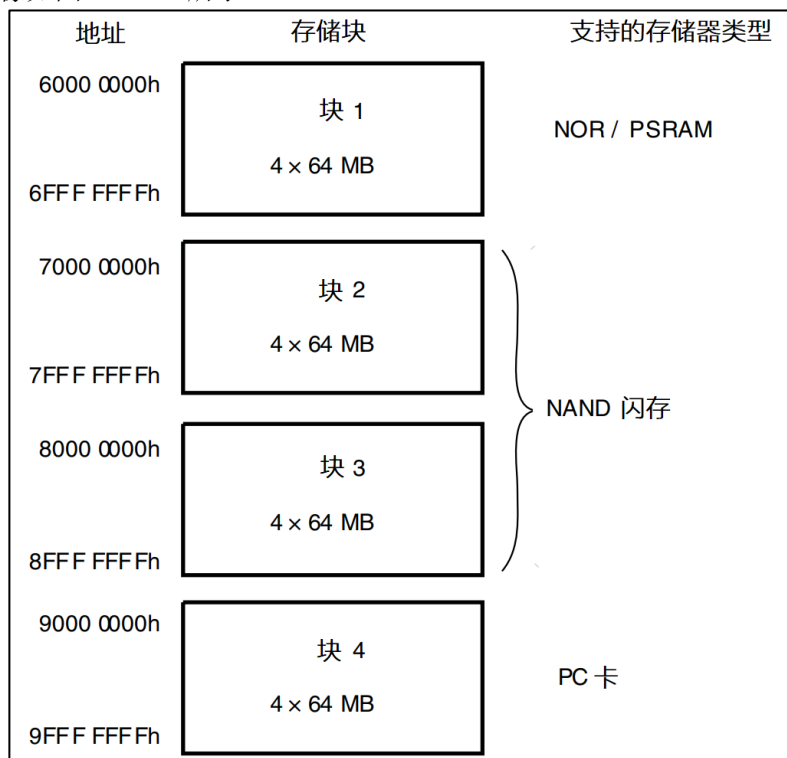 地址 存储块 支持的存储器类型
6000 0000h
块 1
NOR / PSRAM
4 × 64 MB
6FFF FFFFh
7000 0000h
块 2
4 × 64 MB
7FFF FFFFh
NAND 闪存
8000 0000h
块 3
4 × 64 MB
8FFF FFFFh
9000 0000h
块 4
PC 卡
4 × 64 MB
9FFF FFFFh